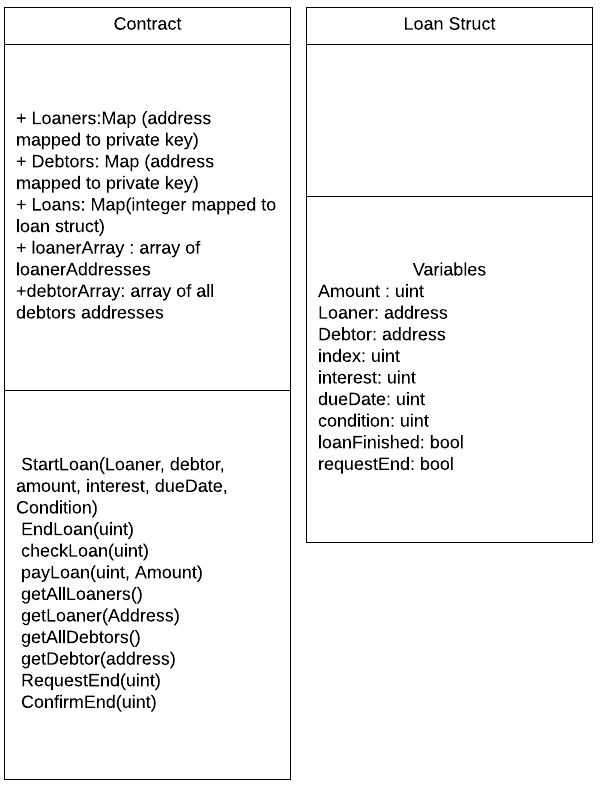 Contract
+ Loaners:Map (address
mapped to private key)
+ Debtors: Map (address
mapped to private key)
+ Loans: Map(integer mapped to
loan struct)
+ loanerArray : array of
loanerAddresses
+debtorArray: array of all
debtors addresses
StartLoan(Loaner, debtor,
amount, interest, dueDate,
Condition)
EndLoan(uint)
checkLoan(uint)
payLoan(uint, Amount)
getAllLoaners()
getLoaner(Address)
getAllDebtors()
getDebtor(address)
RequestEnd(uint)
ConfirmEnd(uint)
Loan Struct
Variables
Amount : uint
Loaner: address
Debtor: address
index: uint
interest: uint
dueDate: uint
condition: uint
loanFinished: bool
requestEnd: bool